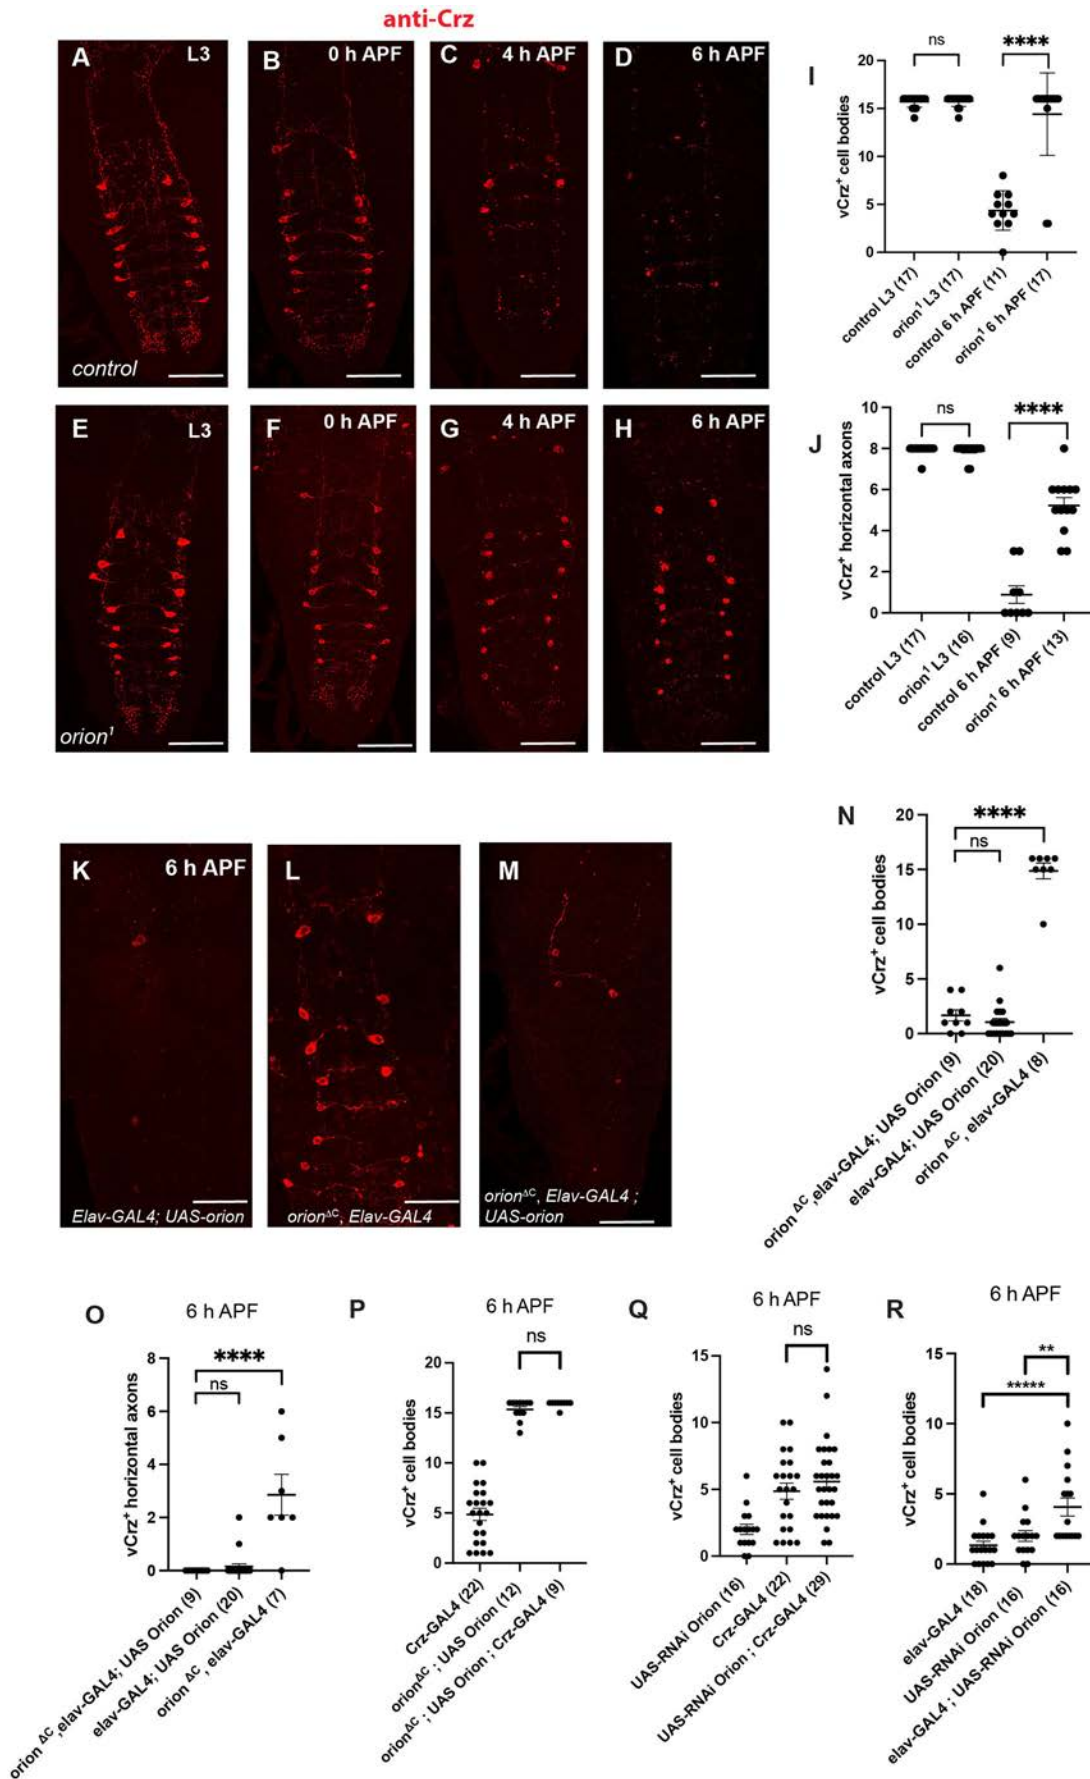 anti-Crz
A L3
B 0 h APF
C 4 h APF
D 6 h APF
control
E L3
F 0 h APF
G 4 h APF
H 6 h APF
orion¹
I
ns
****
20
15
10
5
0
vCrz⁺ cell bodies
control L3 (17)
orion¹ L3 (17)
control 6 h APF (11)
orion¹ 6 h APF (17)
J
ns
****
10
8
6
4
2
0
vCrz⁺ horizontal axons
control L3 (17)
orion¹ L3 (16)
control 6 h APF (9)
orion¹ 6 h APF (13)
K 6 h APF
Elav-GAL4; UAS-orion
L
orionᐃC, Elav-GAL4
M
orionᐃC, Elav-GAL4 ;
UAS-orion
N
****
ns
20
15
10
5
0
vCrz⁺ cell bodies
orion ᐃC ,elav-GAL4; UAS Orion (9)
elav-GAL4; UAS Orion (20)
orion ᐃC, elav-GAL4 (8)
O
6 h APF
****
ns
8
6
4
2
0
vCrz⁺ horizontal axons
orion ᐃC ,elav-GAL4; UAS Orion (9)
elav-GAL4; UAS Orion (20)
orion ᐃC, elav-GAL4 (7)
P
6 h APF
ns
20
15
10
5
0
vCrz⁺ cell bodies
Crz-GAL4 (22)
orionᐃC ; UAS Orion (12)
orionᐃC ; UAS Orion ; Crz-GAL4 (9)
Q
6 h APF
ns
15
10
5
0
vCrz⁺ cell bodies
UAS-RNAi Orion (16)
Crz-GAL4 (22)
UAS-RNAi Orion ; Crz-GAL4 (29)
R
6 h APF
**
*****
15
10
5
0
vCrz⁺ cell bodies
elav-GAL4 (18)
UAS-RNAi Orion (16)
elav-GAL4 ; UAS-RNAi Orion (16)